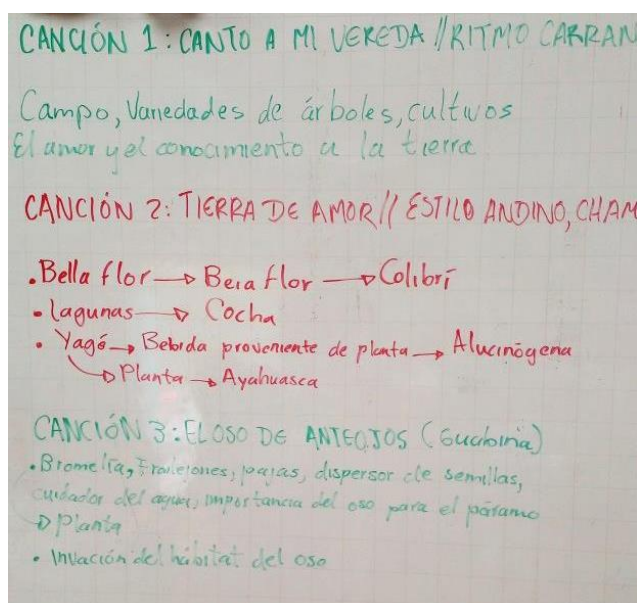 CANCIÓN 1: CANTO A MI VEREDA // RITMO CARRAN
Campo, Variedades de árboles, cultivos
El amor y el conocimiento a la tierra
CANCIÓN 2: TIERRA DE AMOR // ESTILO ANDINO, CHAM
• Bella flor → Beia flor → Colibrí
• lagunas → Cocha
• Yagé → Bebida proveniente de planta → Alucinógena
→ Planta → Ayahuasca
CANCIÓN 3: EL OSO DE ANTEOJOS (Guabina)
• Bromelia, Frailejones, pajas, dispersor de semillas,
cuidador del agua, importancia del oso para el páramo
→ Planta
• Invación del hábitat del oso